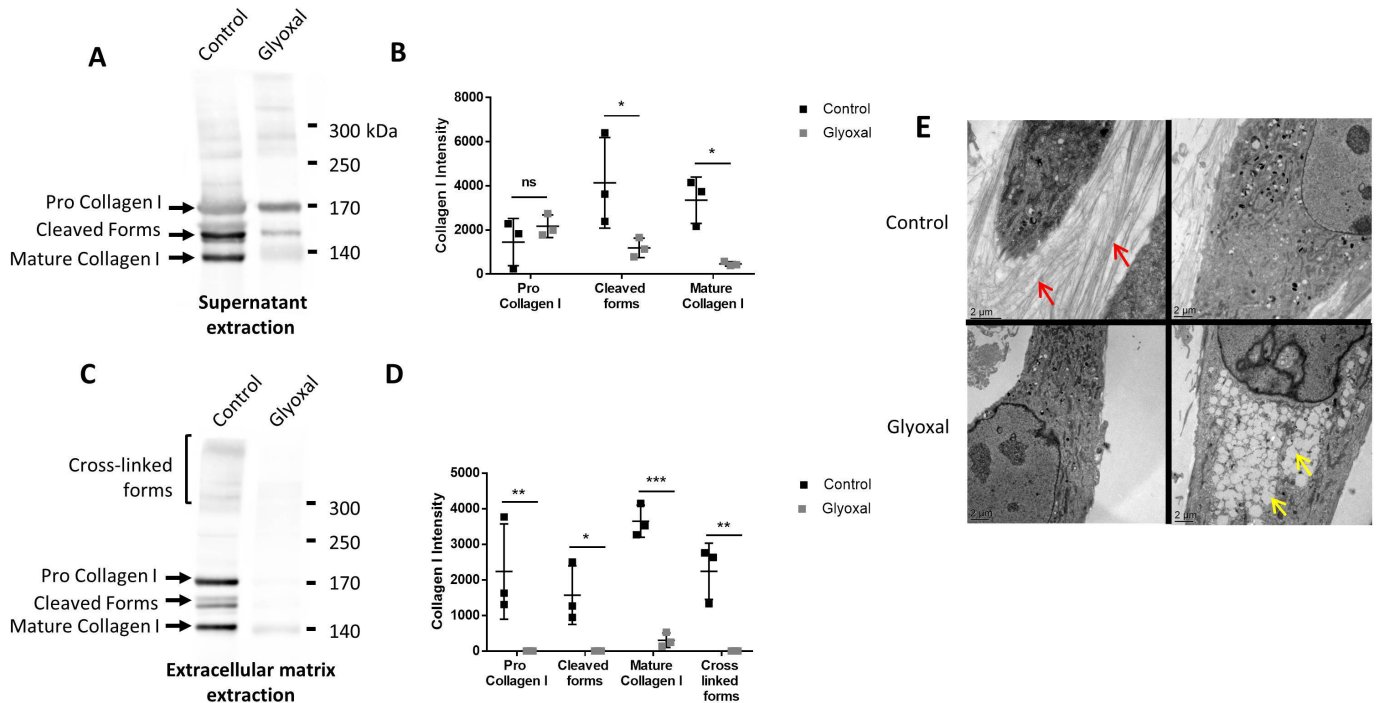 A
Control
Glyoxal
300 kDa
250
Pro Collagen I
170
Cleaved Forms
Mature Collagen I
140
Supernatant
extraction
B
Collagen I Intensity
8000
6000
4000
2000
0
ns
*
*
Pro
Collagen I
Cleaved
forms
Mature
Collagen I
Control
Glyoxal
C
Control
Glyoxal
Cross-linked
forms
300
250
Pro Collagen I
170
Cleaved Forms
Mature Collagen I
140
Extracellular matrix
extraction
D
Collagen I Intensity
5000
4000
3000
2000
1000
0
**
*
***
**
Pro
Collagen I
Cleaved
forms
Mature
Collagen I
Cross
linked
forms
Control
Glyoxal
E
Control
2 µm
2 µm
Glyoxal
2 µm
2 µm